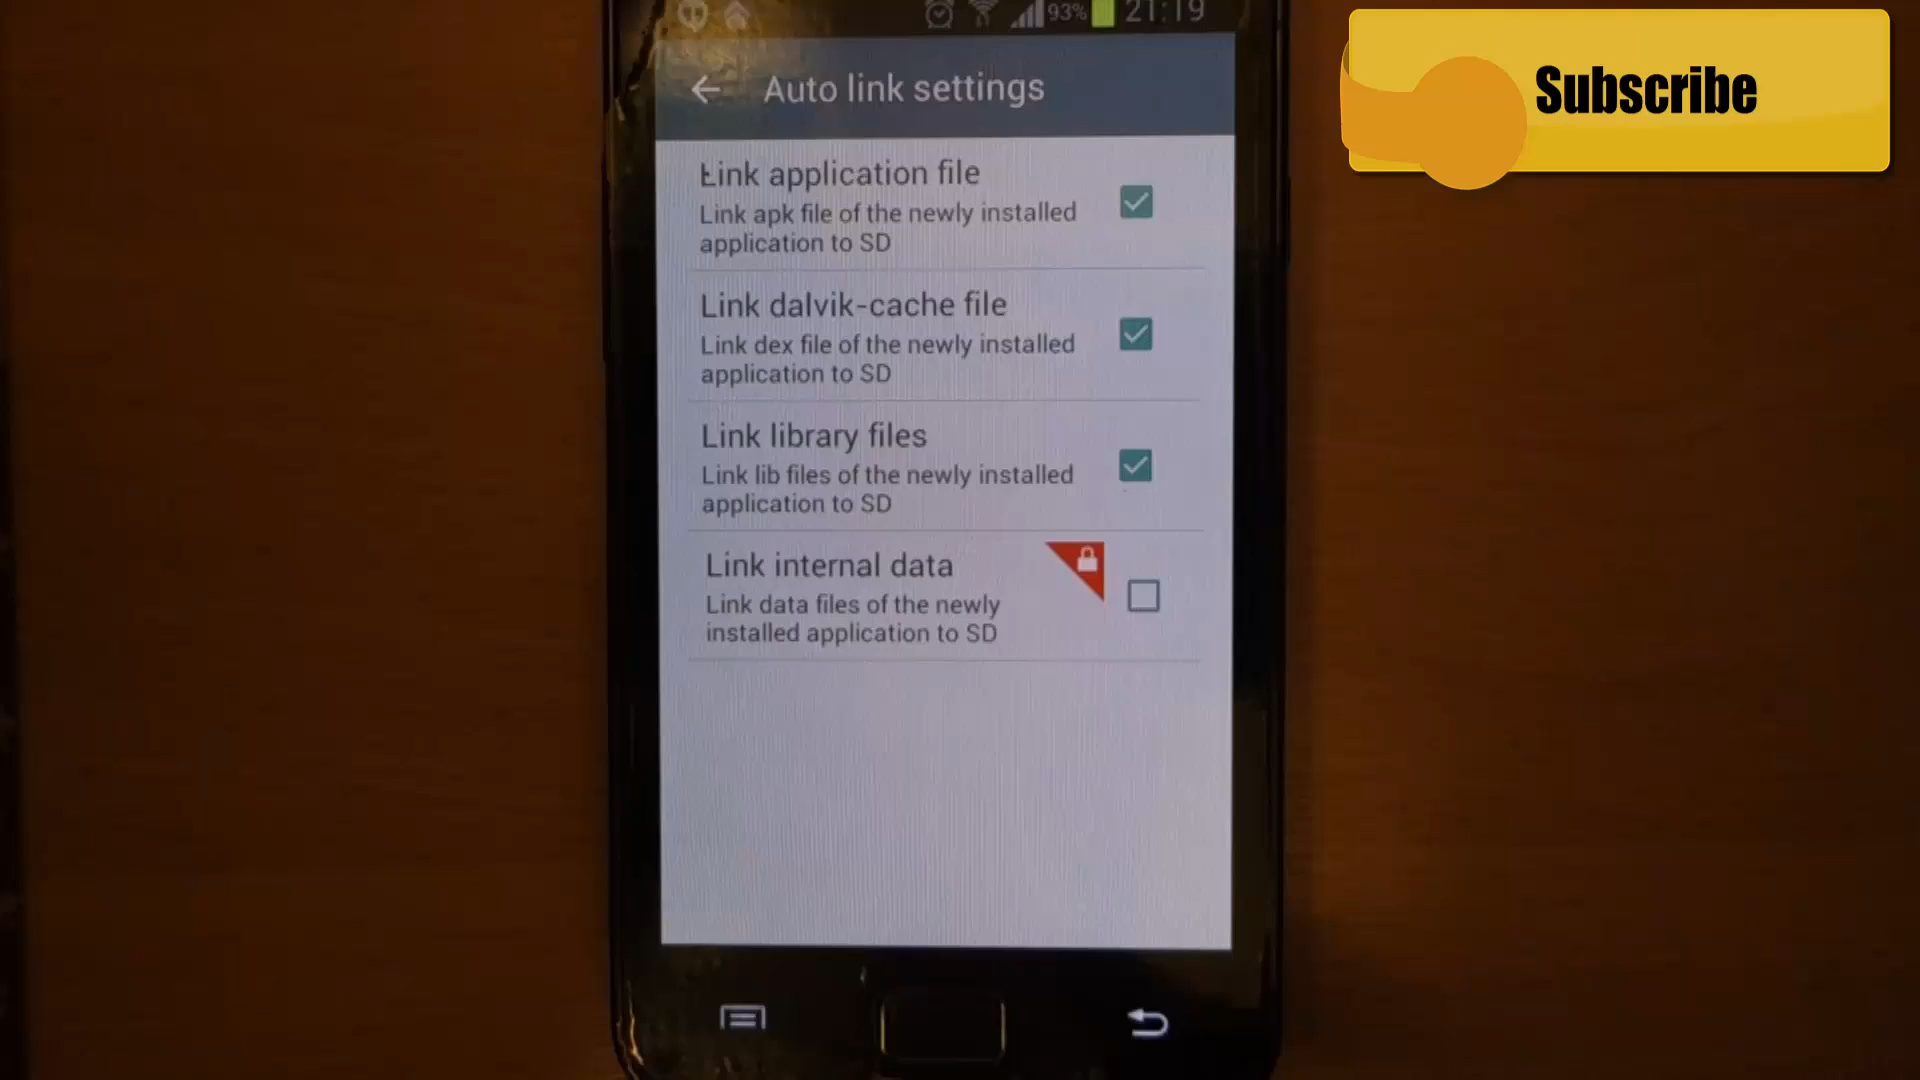 93% 21:19
Auto link settings
Link application file
Link apk file of the newly installed
application to SD
Link dalvik-cache file
Link dex file of the newly installed
application to SD
Link library files
Link lib files of the newly installed
application to SD
Link internal data
Link data files of the newly
installed application to SD
Subscribe